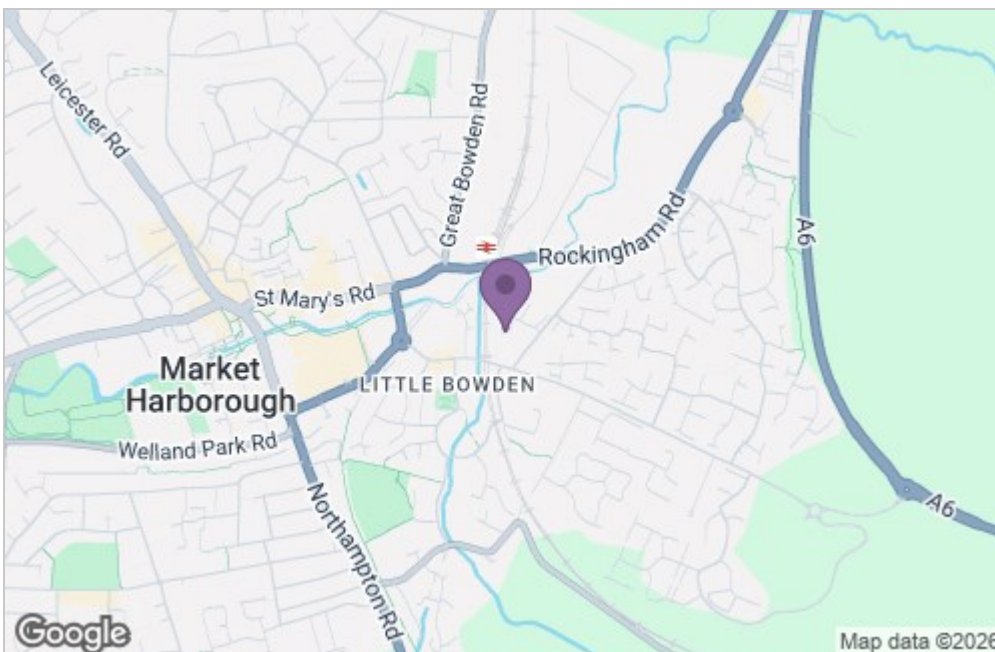 Leicester Rd
Great Bowden Rd
Rockingham Rd
A6
St Mary's Rd
Market
Harborough
LITTLE BOWDEN
Welland Park Rd
Northampton Rd
A6
Google
Map data ©2026